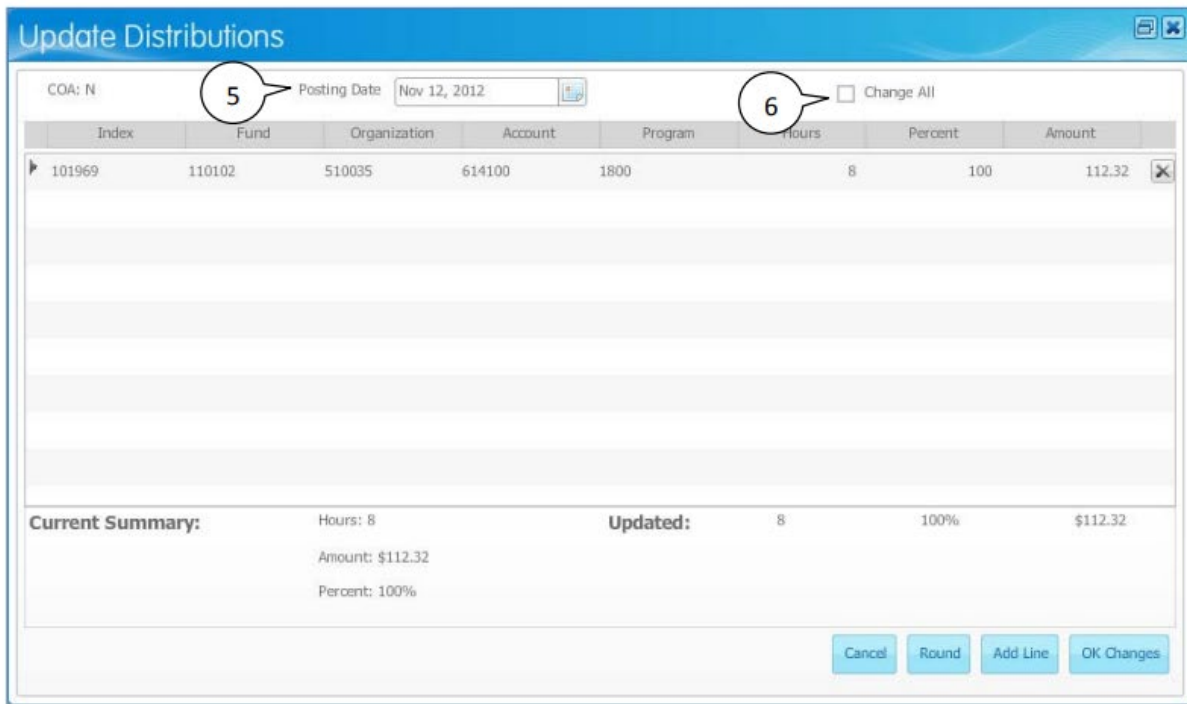 Update Distributions
COA: N
5
Posting Date Nov 12, 2012
6
Change All
Index Fund Organization Account Program Hours Percent Amount
101969 110102 510035 614100 1800 8 100 112.32
Current Summary: Hours: 8 Updated: 8 100% $112.32
Amount: $112.32
Percent: 100%
Cancel Round Add Line OK Changes